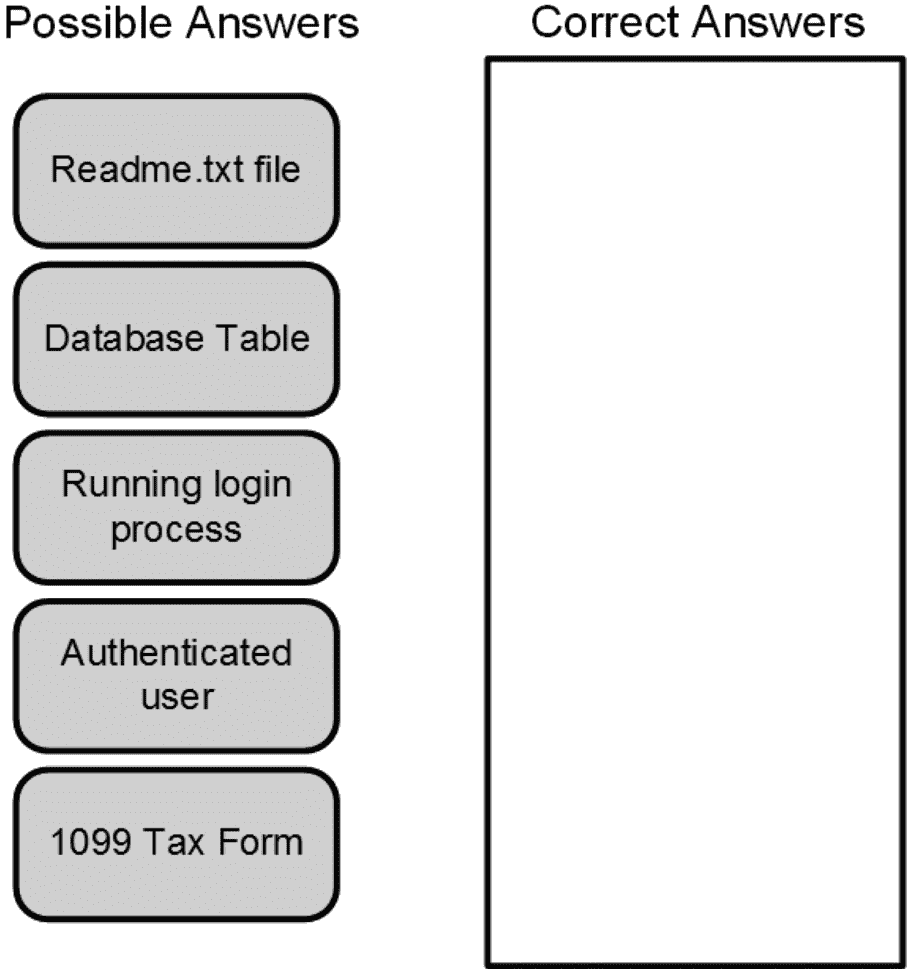 Possible Answers
Correct Answers
Readme.txt file
Database Table
Running login
process
Authenticated
user
1099 Tax Form